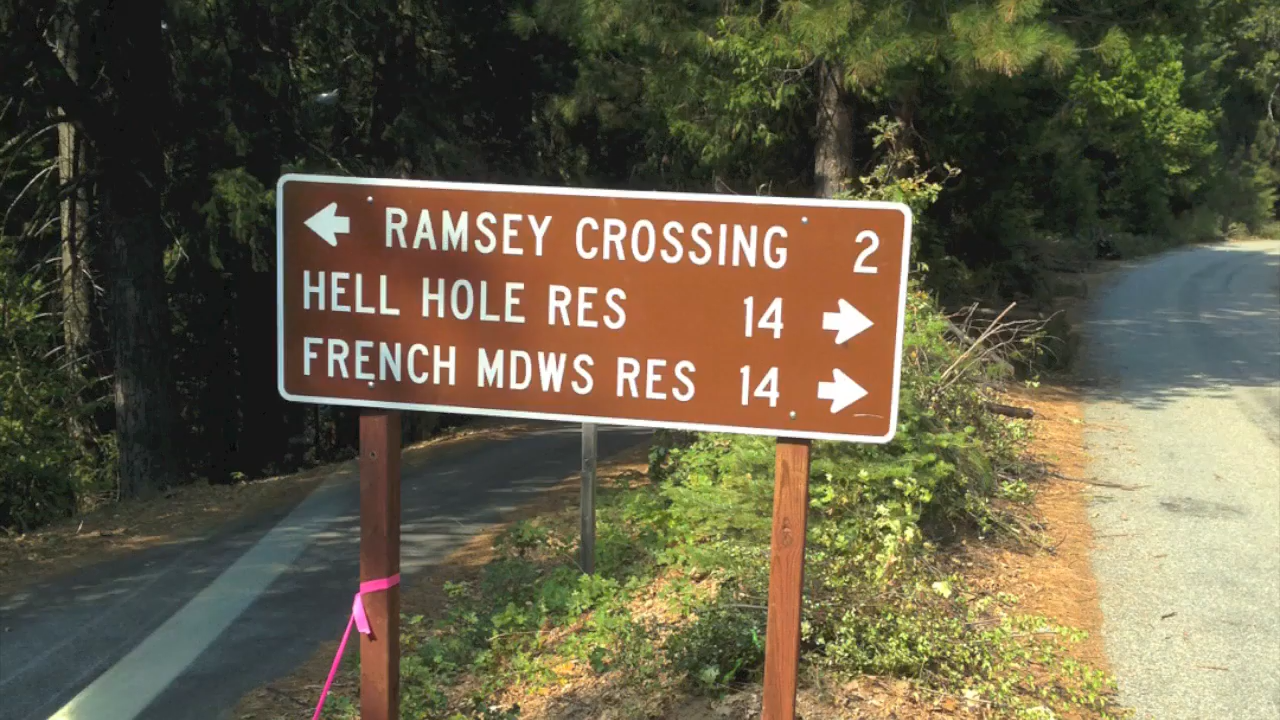 ← RAMSEY CROSSING 2
HELL HOLE RES 14 →
FRENCH MDWS RES 14 →